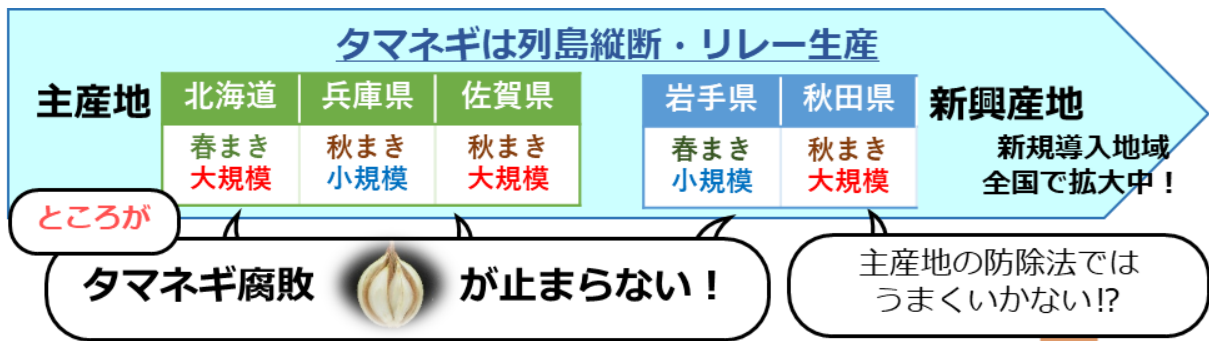 タマネギは列島縦断・リレー生産
主産地
北海道 兵庫県 佐賀県
春まき 秋まき 秋まき
大規模 小規模 大規模
岩手県 秋田県
春まき 秋まき
小規模 大規模
新興産地
新規導入地域
全国で拡大中！
ところが
タマネギ腐敗 が止まらない！
主産地の防除法では
うまくいかない⁉